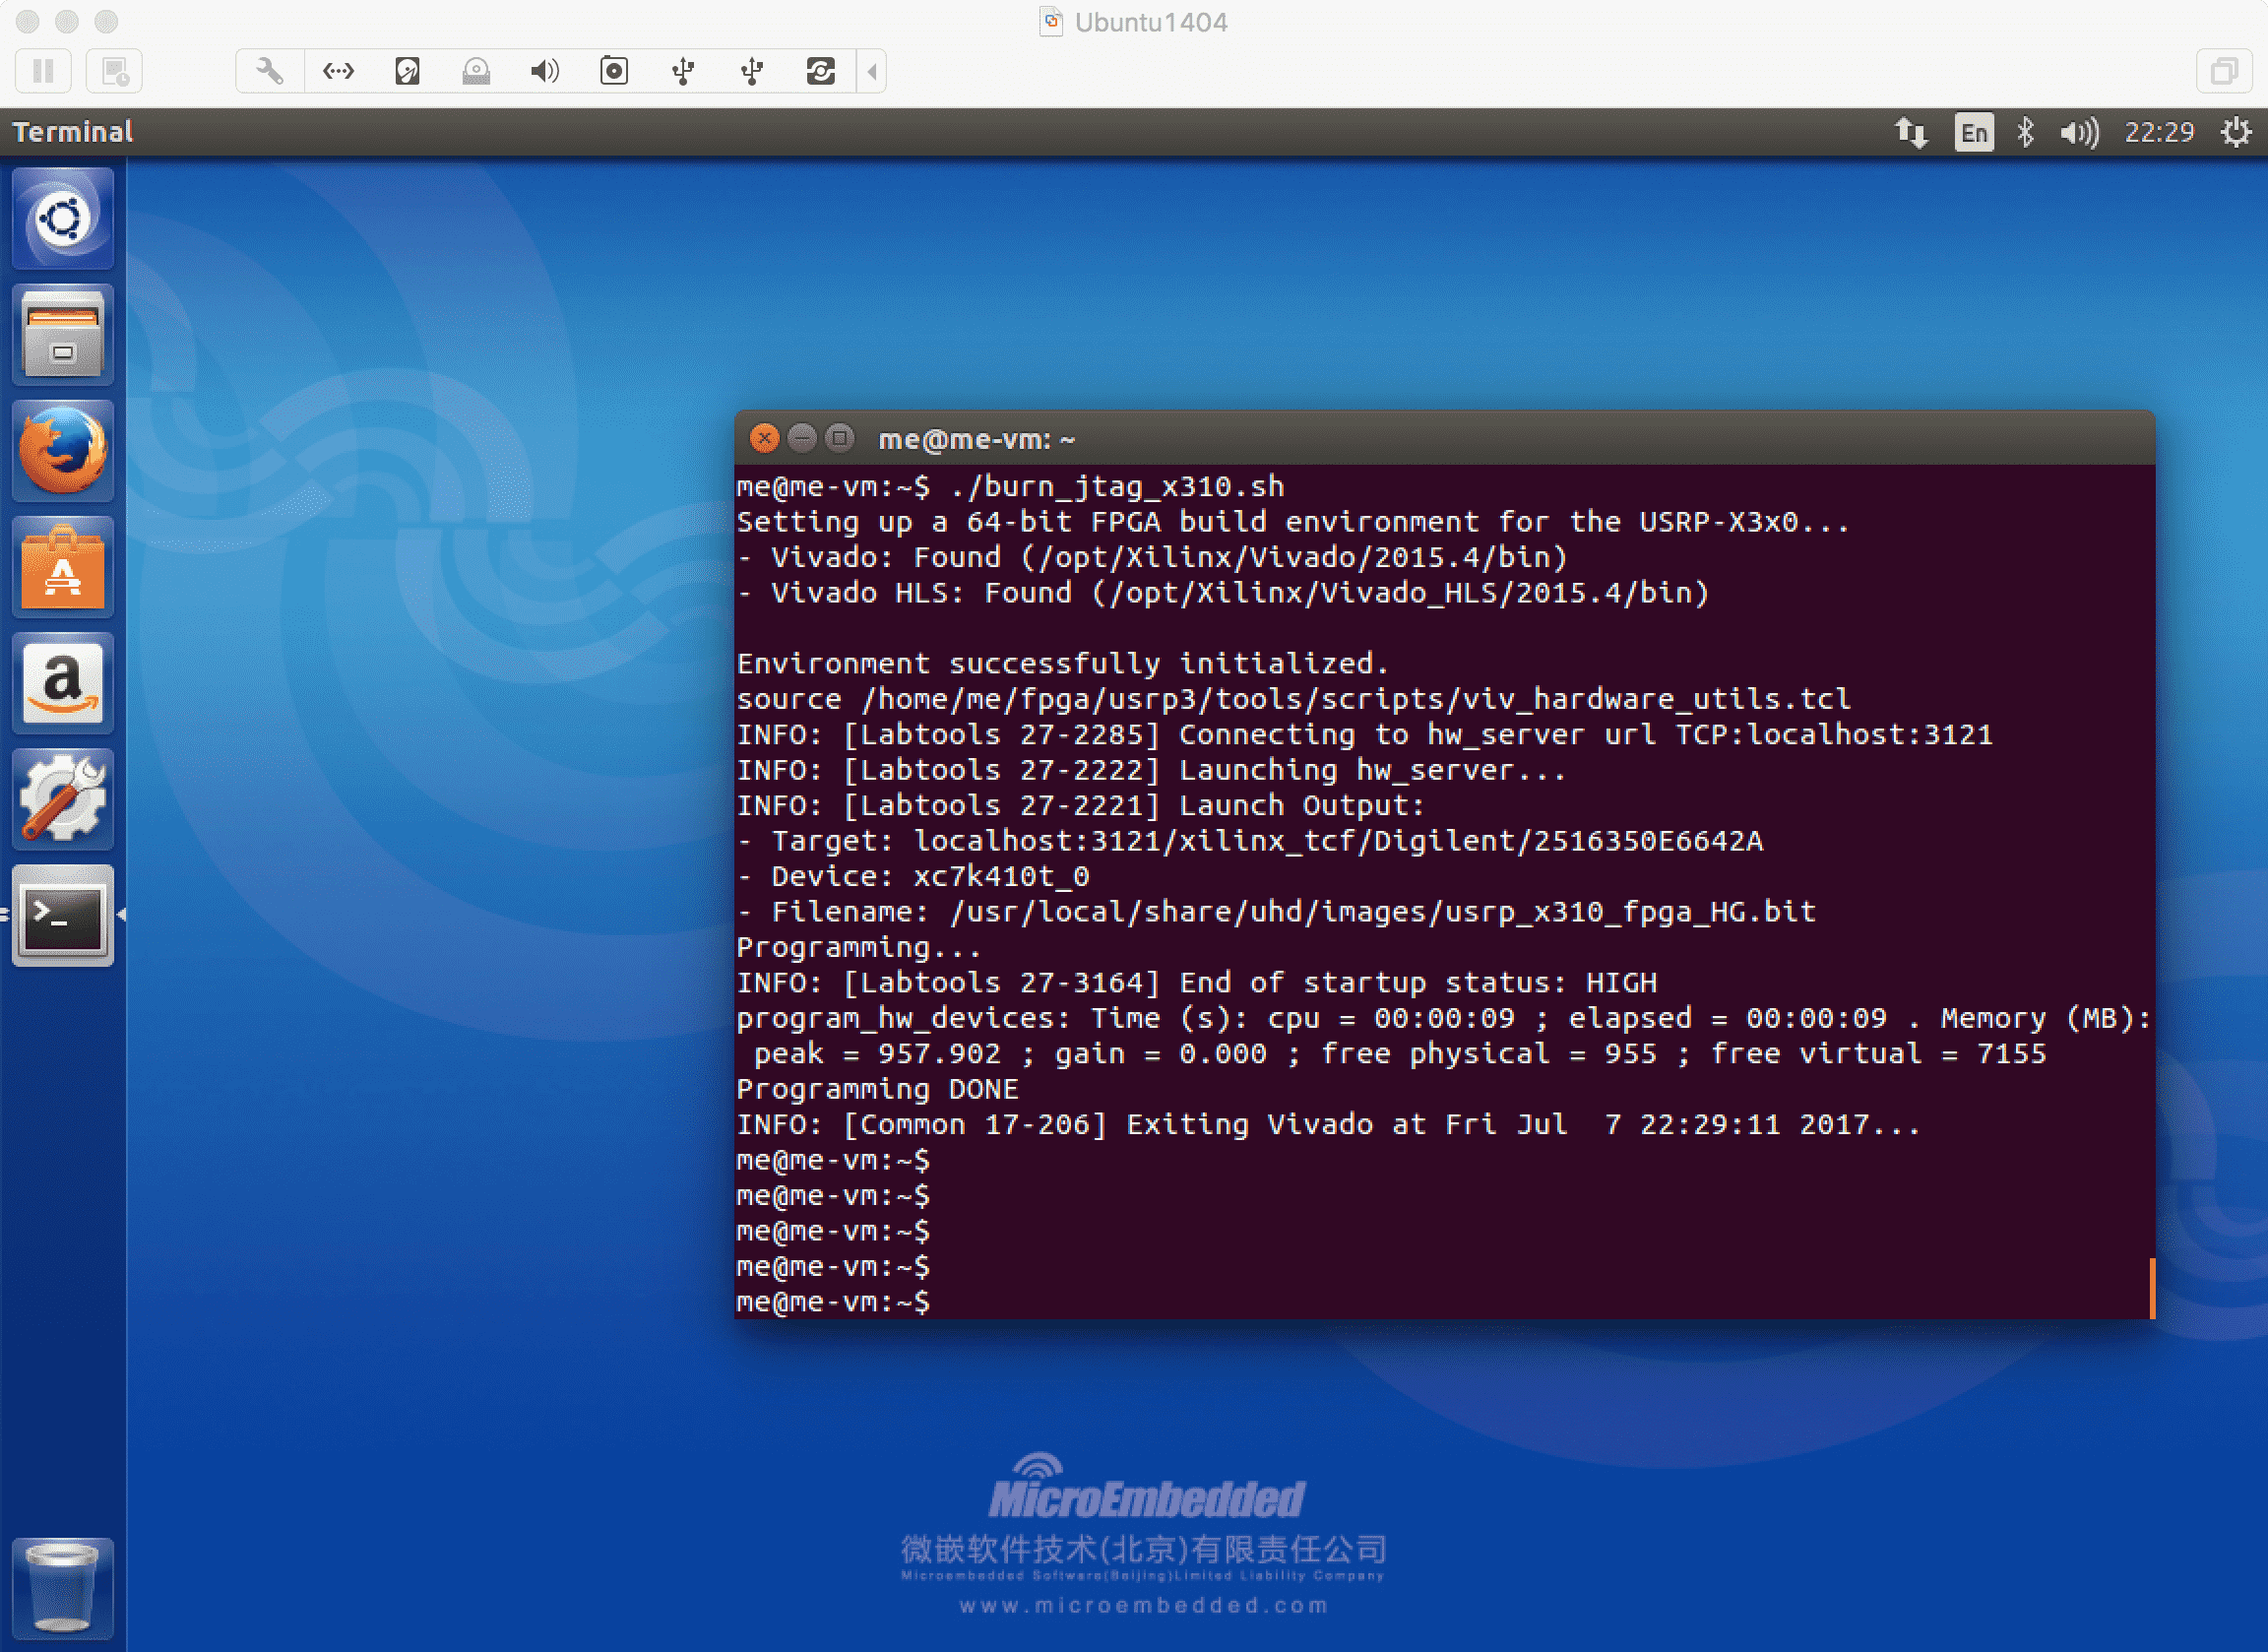 Ubuntu1404
Terminal
En
22:29
me@me-vm: ~
me@me-vm:~$ ./burn_jtag_x310.sh
Setting up a 64-bit FPGA build environment for the USRP-X3x0...
- Vivado: Found (/opt/Xilinx/Vivado/2015.4/bin)
- Vivado HLS: Found (/opt/Xilinx/Vivado_HLS/2015.4/bin)
Environment successfully initialized.
source /home/me/fpga/usrp3/tools/scripts/viv_hardware_utils.tcl
INFO: [Labtools 27-2285] Connecting to hw_server url TCP:localhost:3121
INFO: [Labtools 27-2222] Launching hw_server...
INFO: [Labtools 27-2221] Launch Output:
- Target: localhost:3121/xilinx_tcf/Digilent/2516350E6642A
- Device: xc7k410t_0
- Filename: /usr/local/share/uhd/images/usrp_x310_fpga_HG.bit
Programming...
INFO: [Labtools 27-3164] End of startup status: HIGH
program_hw_devices: Time (s): cpu = 00:00:09 ; elapsed = 00:00:09 . Memory (MB):
 peak = 957.902 ; gain = 0.000 ; free physical = 955 ; free virtual = 7155
Programming DONE
INFO: [Common 17-206] Exiting Vivado at Fri Jul  7 22:29:11 2017...
me@me-vm:~$
me@me-vm:~$
me@me-vm:~$
me@me-vm:~$
me@me-vm:~$
MicroEmbedded
微嵌软件技术(北京)有限责任公司
Microembedded Software(Beijing)Limited Liability Company
www.microembedded.com